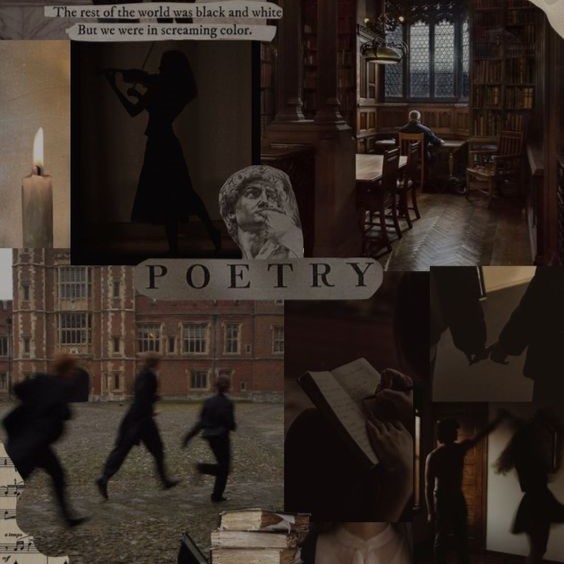 The rest of the world was black and white
But we were in screaming color.
POETRY